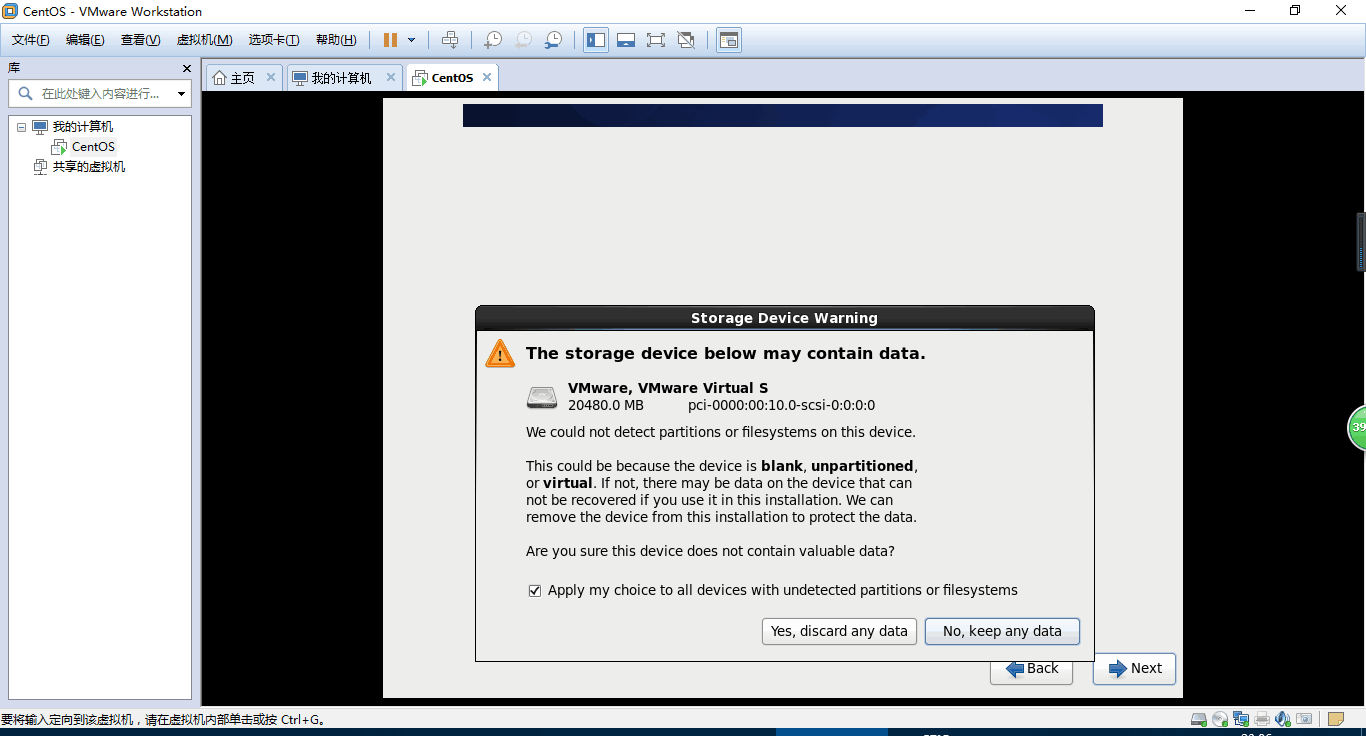 CentOS - VMware Workstation
文件(F) 编辑(E) 查看(V) 虚拟机(M) 选项卡(T) 帮助(H)
库
在此处键入内容进行...
我的计算机
CentOS
共享的虚拟机
主页 我的计算机 CentOS
Storage Device Warning
The storage device below may contain data.
VMware, VMware Virtual S
20480.0 MB pci-0000:00:10.0-scsi-0:0:0:0
We could not detect partitions or filesystems on this device.
This could be because the device is blank, unpartitioned,
or virtual. If not, there may be data on the device that can
not be recovered if you use it in this installation. We can
remove the device from this installation to protect the data.
Are you sure this device does not contain valuable data?
Apply my choice to all devices with undetected partitions or filesystems
Yes, discard any data No, keep any data
Back Next
39
要将输入定向到该虚拟机，请在虚拟机内部单击或按 Ctrl+G。